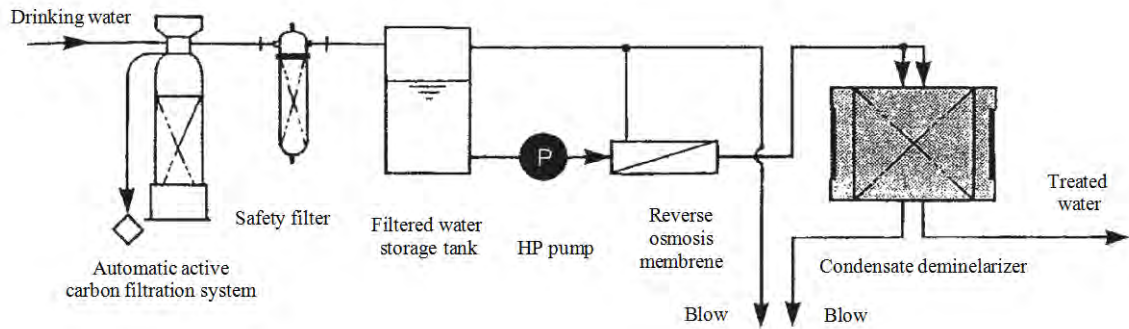 Drinking water
Automatic active
carbon filtration system
Safety filter
Filtered water
storage tank
P
HP pump
Reverse
osmosis
membrene
Blow
Blow
Condensate deminelarizer
Treated
water